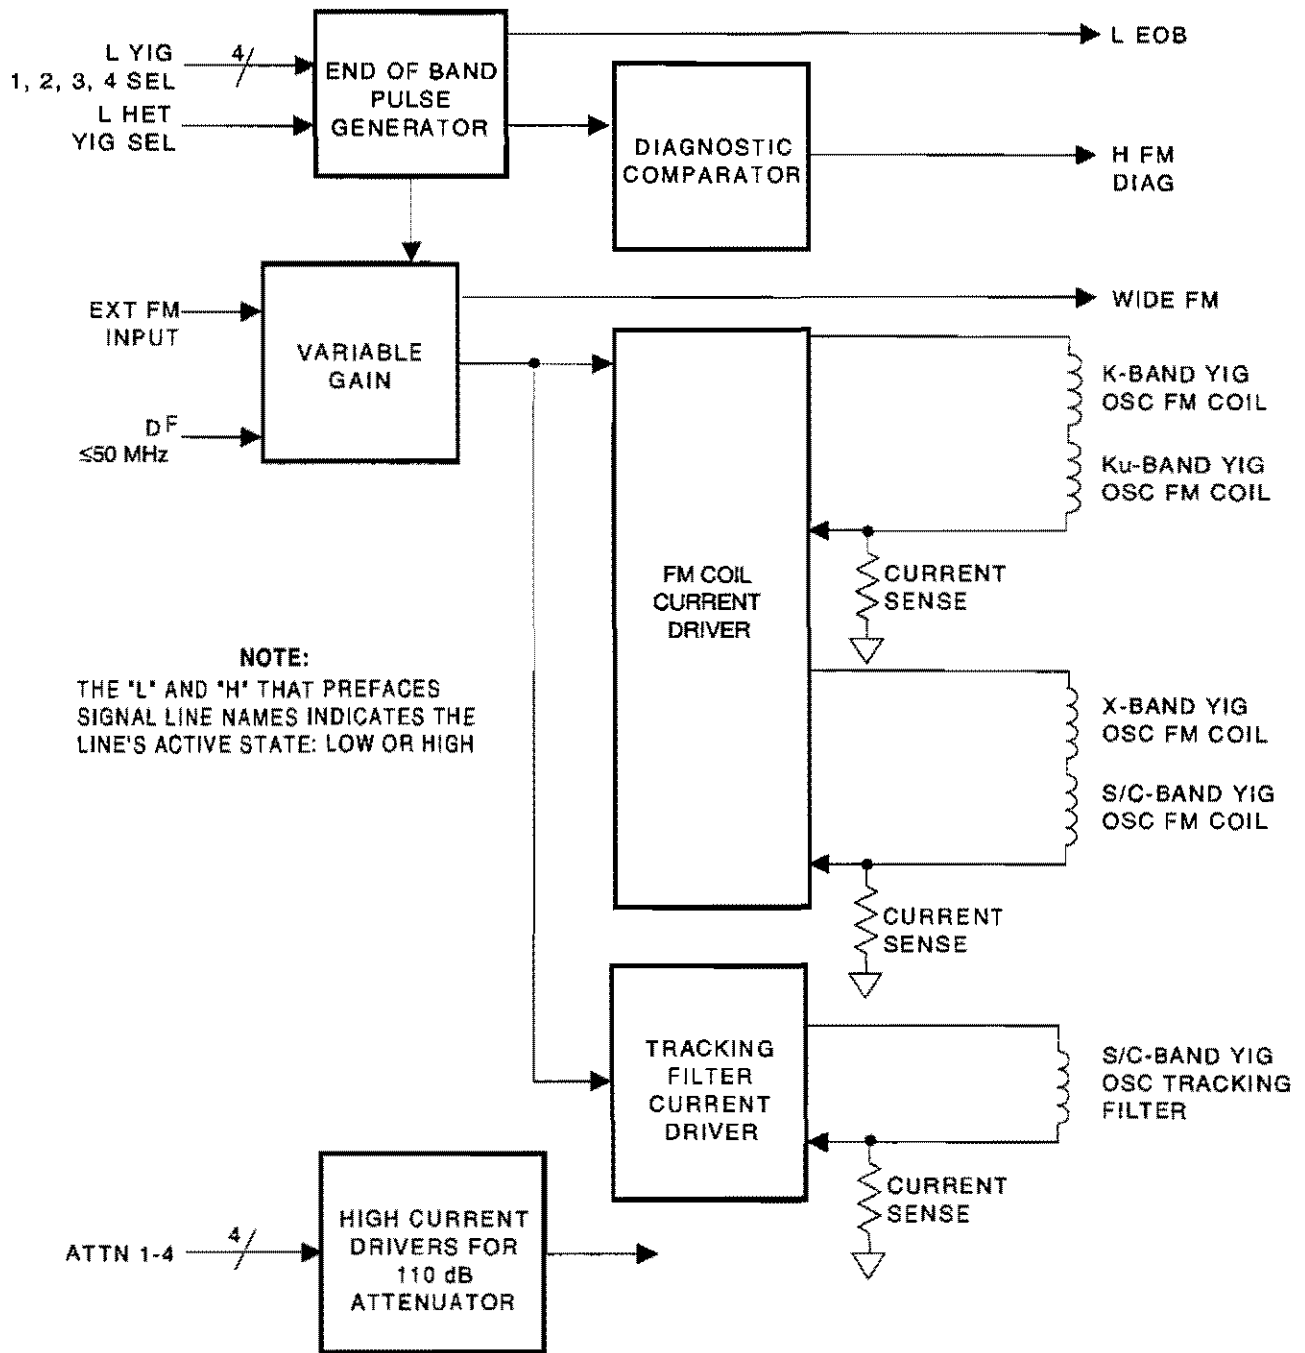 L YIG
1, 2, 3, 4 SEL
4
L HET
YIG SEL
END OF BAND
PULSE
GENERATOR
L EOB
DIAGNOSTIC
COMPARATOR
H FM
DIAG
EXT FM
INPUT
DF
≤50 MHz
VARIABLE
GAIN
WIDE FM
FM COIL
CURRENT
DRIVER
K-BAND YIG
OSC FM COIL
Ku-BAND YIG
OSC FM COIL
CURRENT
SENSE
NOTE:
THE "L" AND "H" THAT PREFACES
SIGNAL LINE NAMES INDICATES THE
LINE'S ACTIVE STATE: LOW OR HIGH
X-BAND YIG
OSC FM COIL
S/C-BAND YIG
OSC FM COIL
CURRENT
SENSE
TRACKING
FILTER
CURRENT
DRIVER
S/C-BAND YIG
OSC TRACKING
FILTER
CURRENT
SENSE
ATTN 1-4
4
HIGH CURRENT
DRIVERS FOR
110 dB
ATTENUATOR